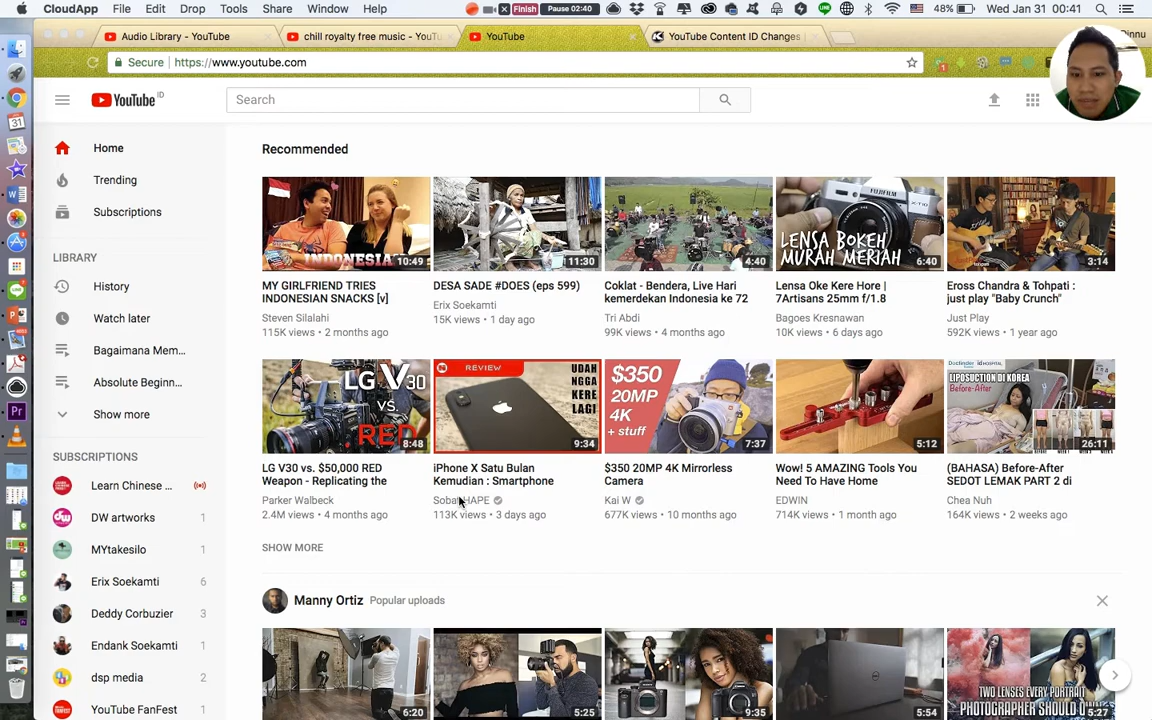 CloudApp File Edit Drop Tools Share Window Help Finish Pause 02:40 48% Wed Jan 31 00:41
Audio Library - YouTube chill royalty free music - YouTu YouTube YouTube Content ID Changes
Secure https://www.youtube.com
YouTube ID Search
Home
Trending
Subscriptions
LIBRARY
History
Watch later
Bagaimana Mem...
Absolute Beginn...
Show more
SUBSCRIPTIONS
Learn Chinese ...
DW artworks 1
MYtakesilo 1
Erix Soekamti 6
Deddy Corbuzier 3
Endank Soekamti 1
dsp media 2
YouTube FanFest 1
Recommended
INDONESIA
10:49
MY GIRLFRIEND TRIES
INDONESIAN SNACKS [v]
Steven Silalahi
115K views • 2 months ago
11:30
DESA SADE #DOES (eps 599)
Erix Soekamti
15K views • 1 day ago
4:40
Coklat - Bendera, Live Hari
kemerdekan Indonesia ke 72
Tri Abdi
99K views • 4 months ago
FUJIFILM
X-T10
LENSA BOKEH
MURAH MERIAH
6:40
Lensa Oke Kere Hore |
7Artisans 25mm f/1.8
Bagoes Kresnawan
10K views • 6 days ago
3:14
Eross Chandra & Tohpati :
just play "Baby Crunch"
Just Play
592K views • 1 year ago
LG V30
VS.
RED
8:48
LG V30 vs. $50,000 RED
Weapon - Replicating the
Parker Walbeck
2.4M views • 4 months ago
REVIEW
UDAH
NGGA
KERE
LAGI
9:34
iPhone X Satu Bulan
Kemudian : Smartphone
113K views • 3 days ago
$350
20MP
4K
+ stuff
7:37
$350 20MP 4K Mirrorless
Camera
Kai W
677K views • 10 months ago
5:12
Wow! 5 AMAZING Tools You
Need To Have Home
EDWIN
714K views • 1 month ago
LIPOSUCTION DI KOREA
Before-After
26:11
(BAHASA) Before-After
SEDOT LEMAK PART 2 di
Chea Nuh
164K views • 2 weeks ago
SHOW MORE
Manny Ortiz Popular uploads
6:20
5:25
9:35
5:54
TWO LENSES EVERY PORTRAIT
5:27